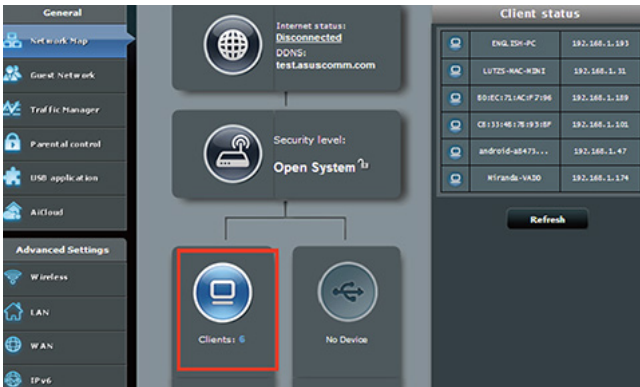 General
Network Map
Guest Network
Traffic Manager
Parental control
USB application
AiCloud
Advanced Settings
Wireless
LAN
WAN
IPv6
Internet status:
Disconnected
DDNS:
test.asuscomm.com
Security level:
Open System
Clients: 6
No Device
Client status
ENGLISH-PC 192.168.1.193
LUTZS-MAC-MINI 192.168.1.31
192.168.1.189
192.168.1.101
192.168.1.47
192.168.1.174
Refresh